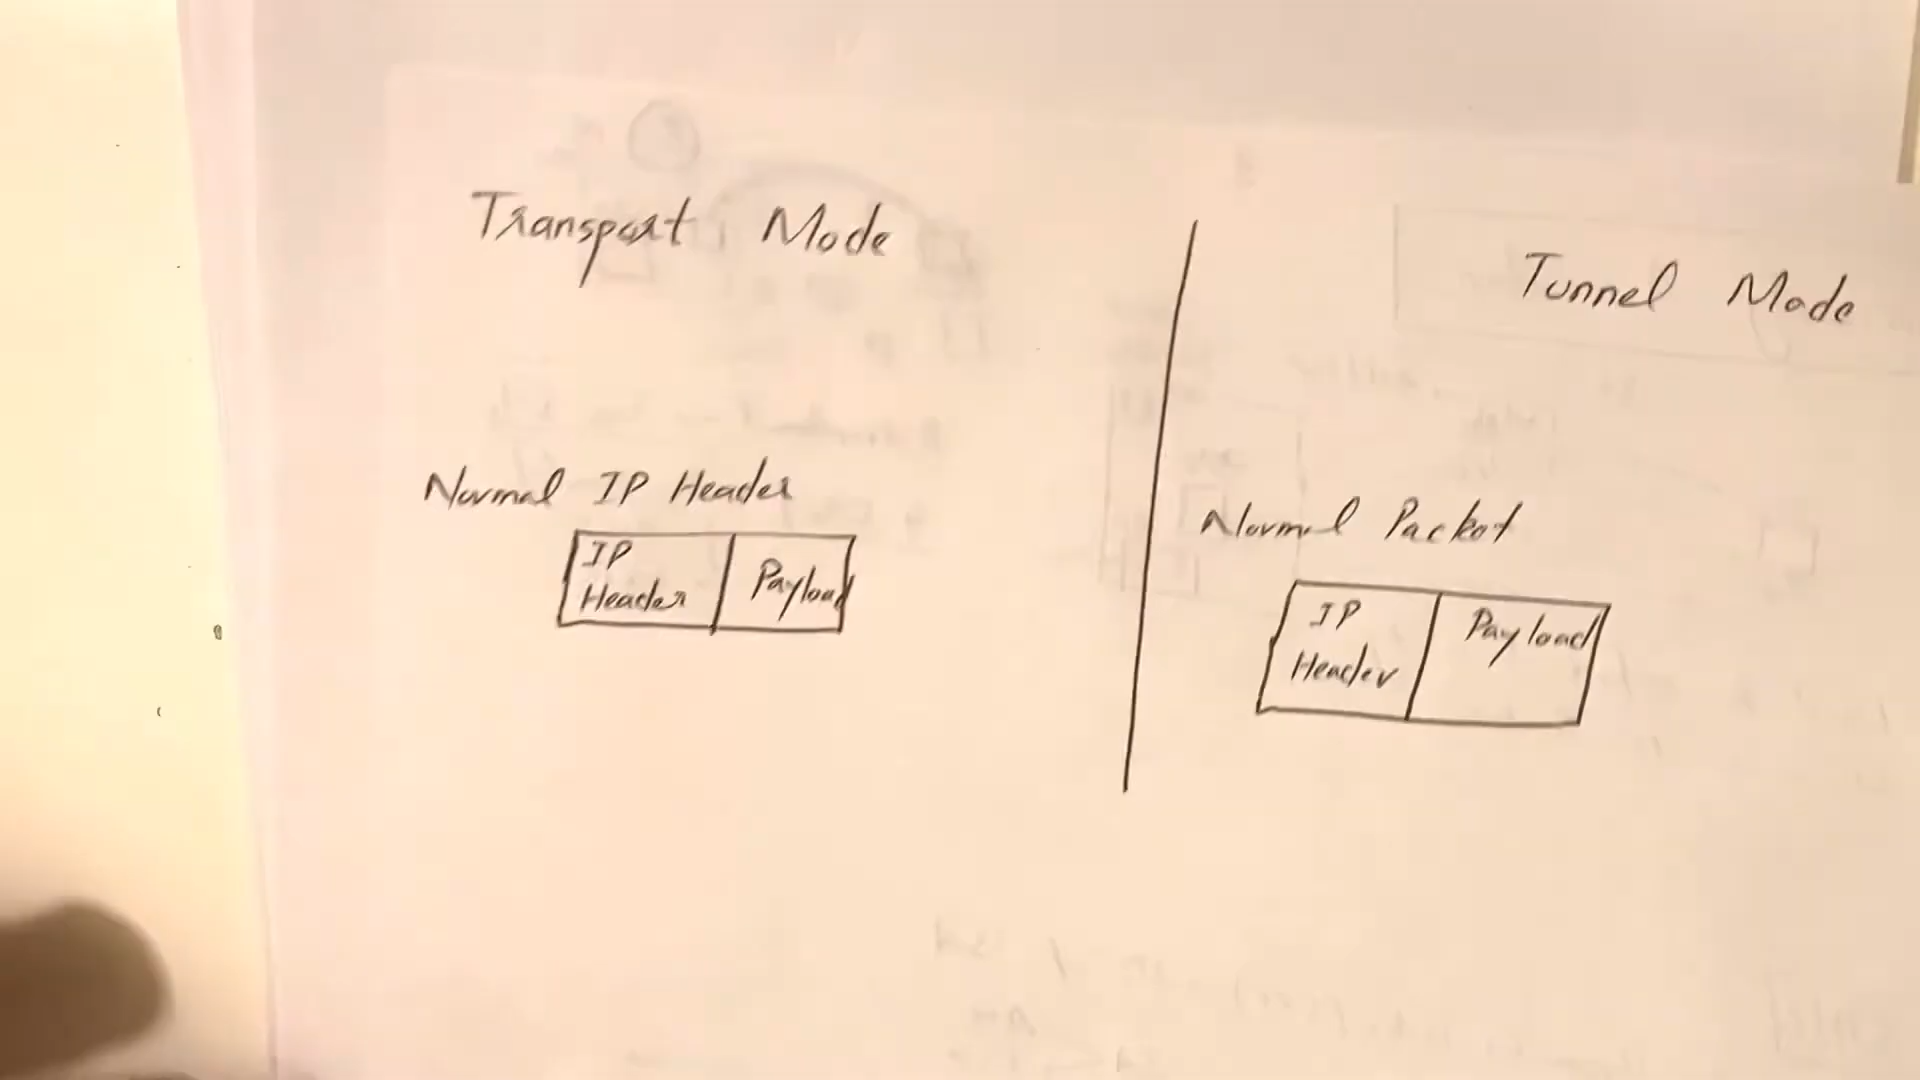 Transport Mode
Normal IP Header
IP
Header
Payload
Tunnel Mode
Normal Packet
IP
Header
Payload